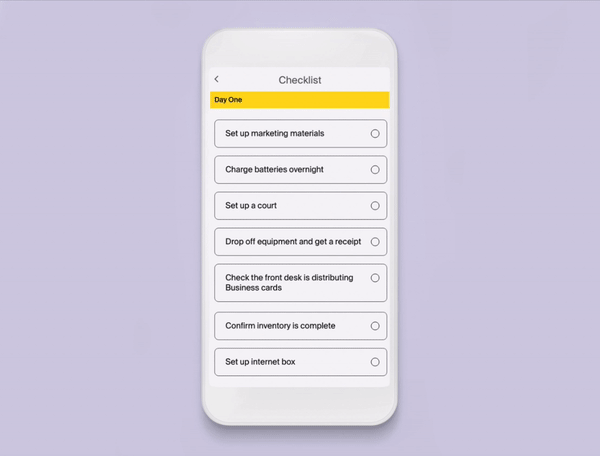 Checklist
Day One
Set up marketing materials
Charge batteries overnight
Set up a court
Drop off equipment and get a receipt
Check the front desk is distributing
Business cards
Confirm inventory is complete
Set up internet box